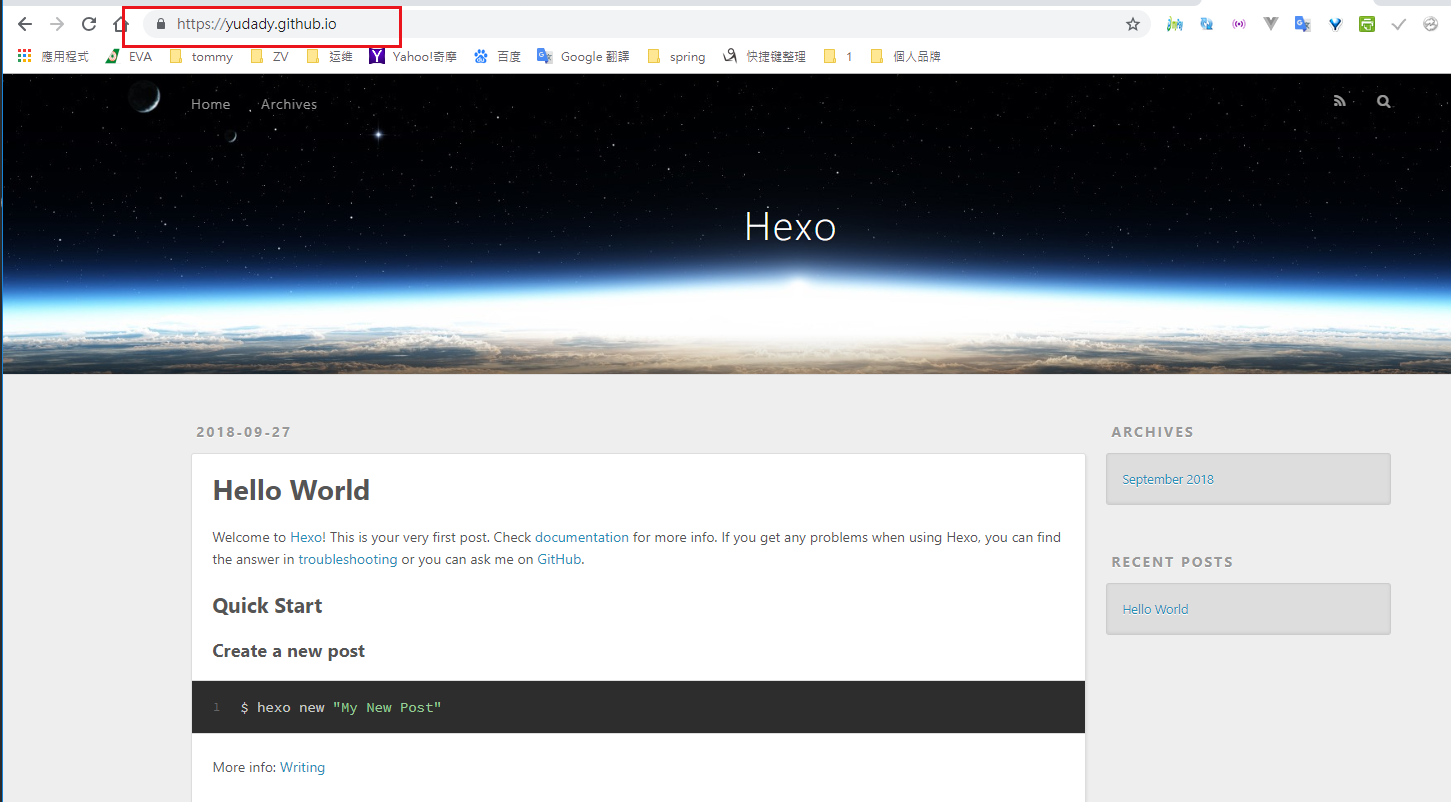 https://yudady.github.io
應用程式 EVA tommy ZV 运维 Yahoo!奇摩 百度 Google 翻譯 spring 快捷键整理 1 個人品牌
Home Archives
Hexo
2018-09-27
Hello World
Welcome to Hexo! This is your very first post. Check documentation for more info. If you get any problems when using Hexo, you can find
the answer in troubleshooting or you can ask me on GitHub.
Quick Start
Create a new post
1 $ hexo new "My New Post"
More info: Writing
ARCHIVES
September 2018
RECENT POSTS
Hello World